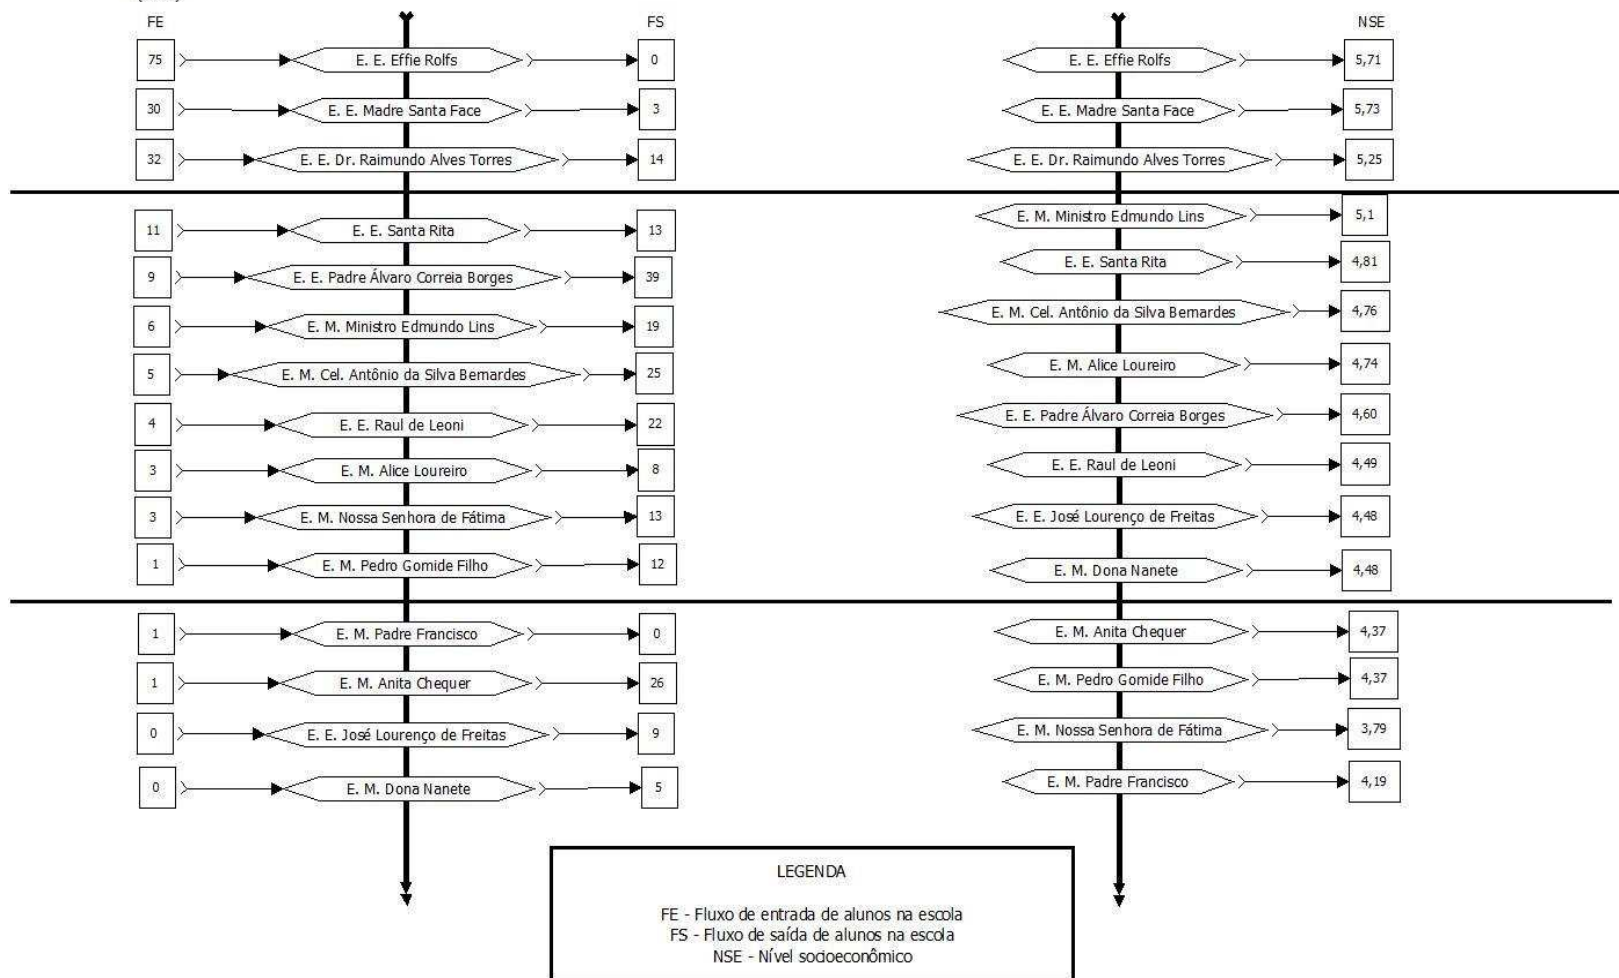 FE FS NSE
75 E. E. Effie Rolfs 0 E. E. Effie Rolfs 5,71
30 E. E. Madre Santa Face 3 E. E. Madre Santa Face 5,73
32 E. E. Dr. Raimundo Alves Torres 14 E. E. Dr. Raimundo Alves Torres 5,25
11 E. E. Santa Rita 13 E. M. Ministro Edmundo Lins 5,1
9 E. E. Padre Álvaro Correia Borges 39 E. E. Santa Rita 4,81
6 E. M. Ministro Edmundo Lins 19 E. M. Cel. Antônio da Silva Bernardes 4,76
5 E. M. Cel. Antônio da Silva Bernardes 25 E. M. Alice Loureiro 4,74
4 E. E. Raul de Leoni 22 E. E. Padre Álvaro Correia Borges 4,60
3 E. M. Alice Loureiro 8 E. E. Raul de Leoni 4,49
3 E. M. Nossa Senhora de Fátima 13 E. E. José Lourenço de Freitas 4,48
1 E. M. Pedro Gomide Filho 12 E. M. Dona Nanete 4,48
1 E. M. Padre Francisco 0 E. M. Anita Chequer 4,37
1 E. M. Anita Chequer 26 E. M. Pedro Gomide Filho 4,37
0 E. E. José Lourenço de Freitas 9 E. M. Nossa Senhora de Fátima 3,79
0 E. M. Dona Nanete 5 E. M. Padre Francisco 4,19
LEGENDA
FE - Fluxo de entrada de alunos na escola
FS - Fluxo de saída de alunos na escola
NSE - Nível socioeconômico